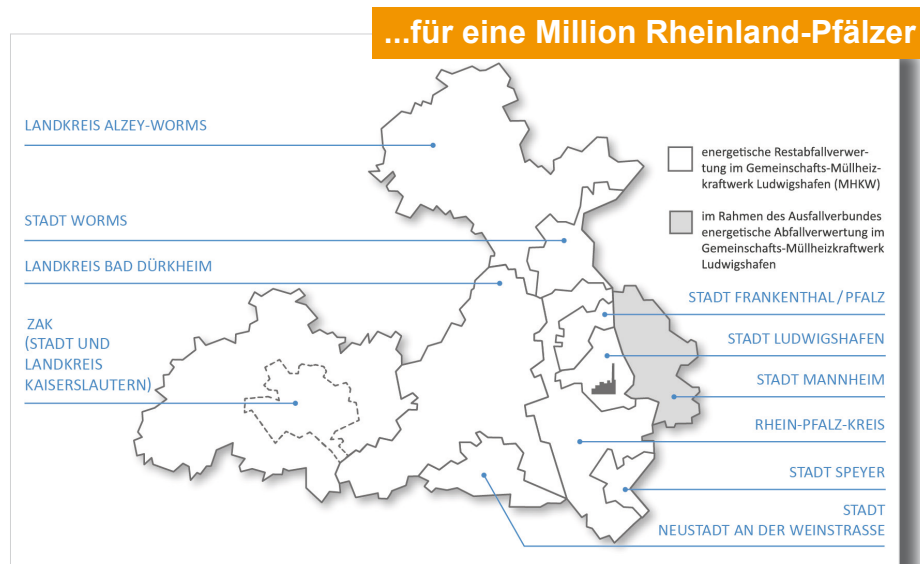 ...für eine Million Rheinland-Pfälzer
LANDKREIS ALZEY-WORMS
energetische Restabfallverwer-
tung im Gemeinschafts-Müllheiz-
kraftwerk Ludwigshafen (MHKW)
STADT WORMS
im Rahmen des Ausfallverbundes
energetische Abfallverwertung im
Gemeinschafts-Müllheizkraftwerk
Ludwigshafen
LANDKREIS BAD DÜRKHEIM
STADT FRANKENTHAL/PFALZ
ZAK
(STADT UND
LANDKREIS
KAISERSLAUTERN)
STADT LUDWIGSHAFEN
STADT MANNHEIM
RHEIN-PFALZ-KREIS
STADT SPEYER
STADT
NEUSTADT AN DER WEINSTRASSE